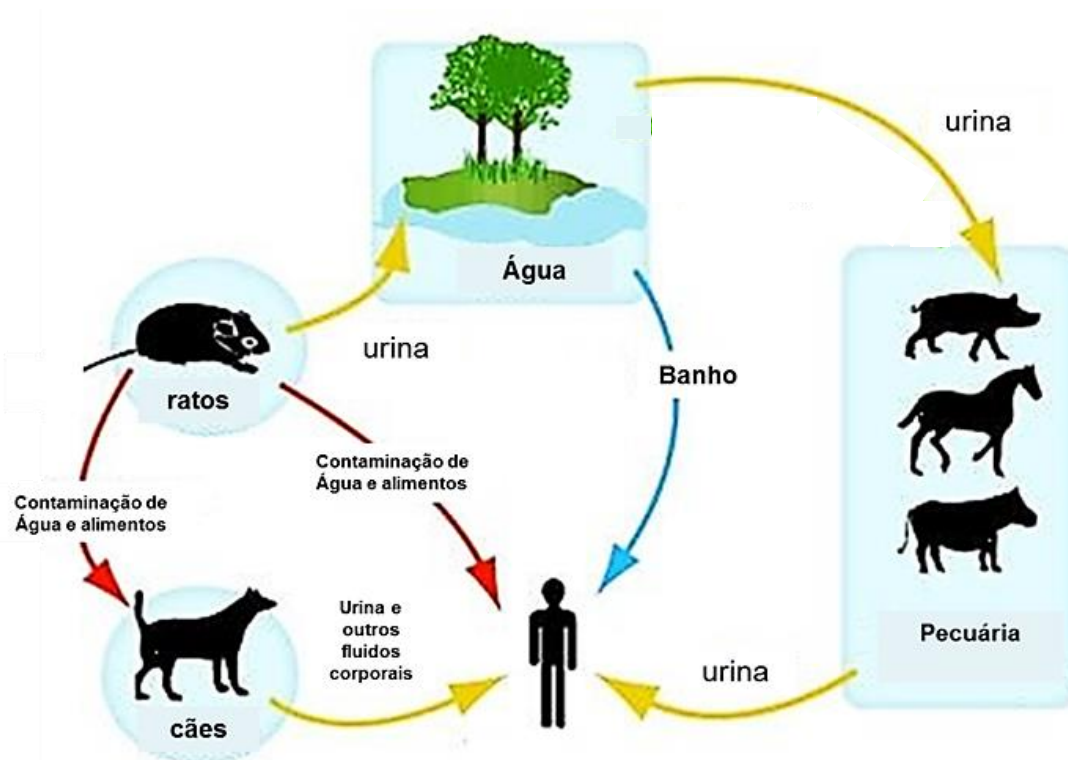 urina
Água
urina
Banho
ratos
Contaminação de
Água e alimentos
Contaminação de
Água e alimentos
Urina e
outros
fluidos
corporais
Pecuária
urina
cães